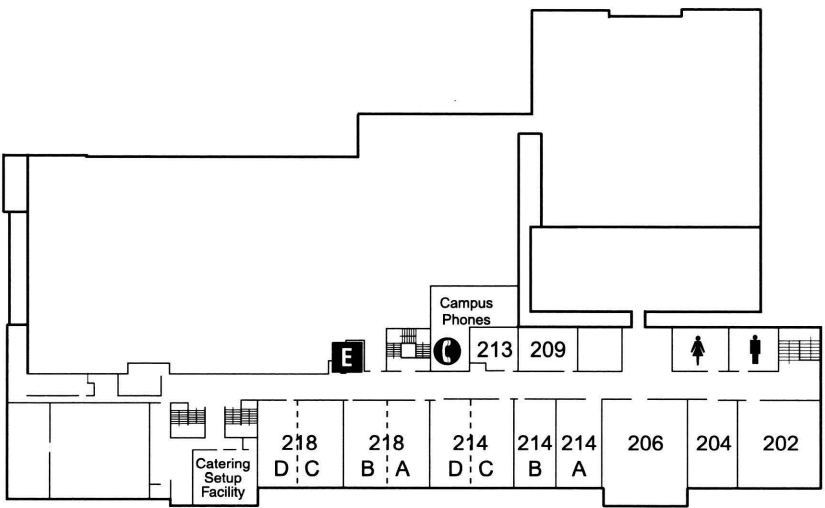 Campus
Phones
E
213
209
218
D C
218
B A
214
D C
214
B
214
A
206
204
202
Catering
Setup
Facility